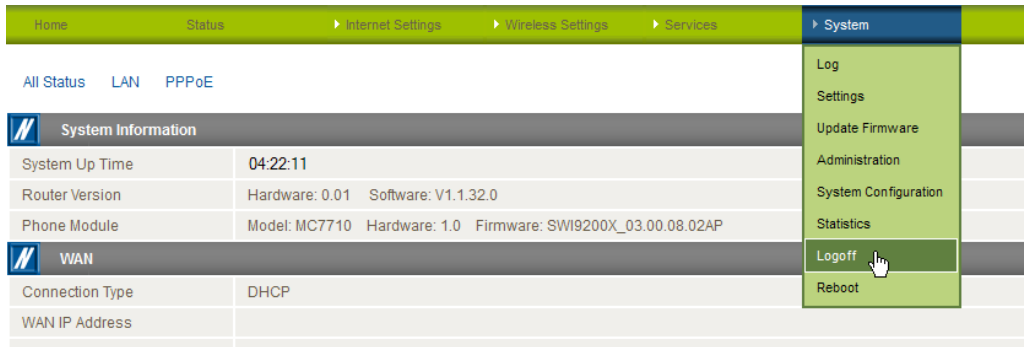 Home Status Internet Settings Wireless Settings Services System
All Status LAN PPPoE
Log
Settings
Update Firmware
Administration
System Configuration
Statistics
Logoff
Reboot
System Information
System Up Time 04:22:11
Router Version Hardware: 0.01 Software: V1.1.32.0
Phone Module Model: MC7710 Hardware: 1.0 Firmware: SWI9200X_03.00.08.02AP
WAN
Connection Type DHCP
WAN IP Address